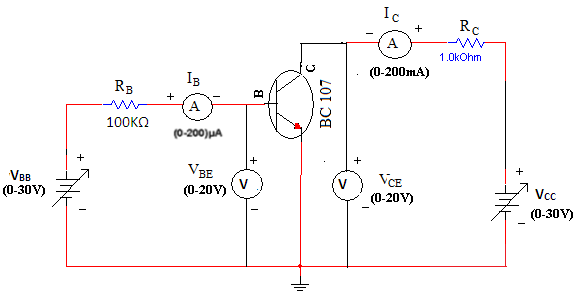 I_C
− +
A
(0-200mA)
R_C
1.0kOhm
R_B
100KΩ
I_B
+ −
A
(0-200)μA
B
C
BC 107
V_BB
(0-30V)
+
−
V_BE
(0-20V)
+
V
−
+
V
−
V_CE
(0-20V)
+
−
V_CC
(0-30V)